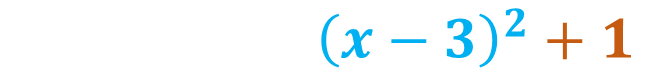 (x − 3)² + 1